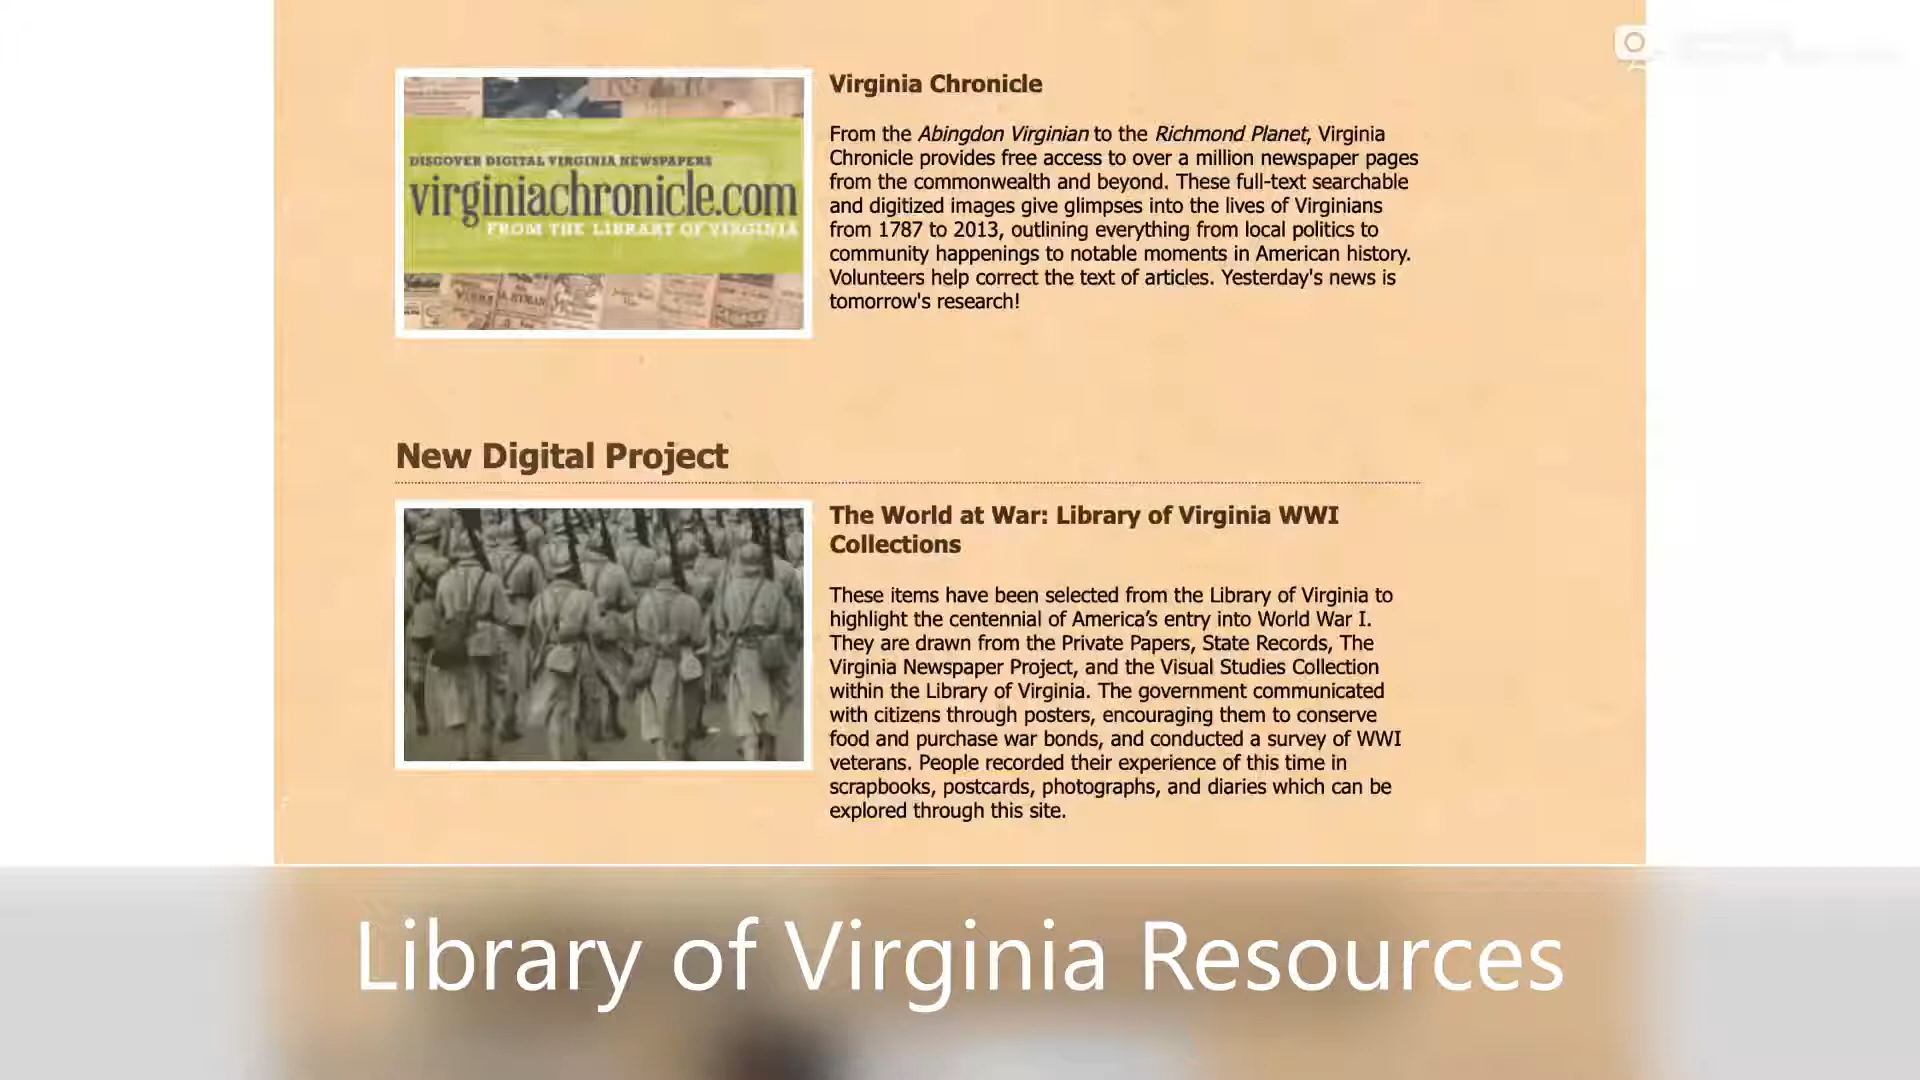 Virginia Chronicle
DISCOVER DIGITAL VIRGINIA NEWSPAPERS
virginiachronicle.com
FROM THE LIBRARY OF VIRGINIA
From the Abingdon Virginian to the Richmond Planet, Virginia
Chronicle provides free access to over a million newspaper pages
from the commonwealth and beyond. These full-text searchable
and digitized images give glimpses into the lives of Virginians
from 1787 to 2013, outlining everything from local politics to
community happenings to notable moments in American history.
Volunteers help correct the text of articles. Yesterday's news is
tomorrow's research!
New Digital Project
The World at War: Library of Virginia WWI
Collections
These items have been selected from the Library of Virginia to
highlight the centennial of America’s entry into World War I.
They are drawn from the Private Papers, State Records, The
Virginia Newspaper Project, and the Visual Studies Collection
within the Library of Virginia. The government communicated
with citizens through posters, encouraging them to conserve
food and purchase war bonds, and conducted a survey of WWI
veterans. People recorded their experience of this time in
scrapbooks, postcards, photographs, and diaries which can be
explored through this site.
Library of Virginia Resources